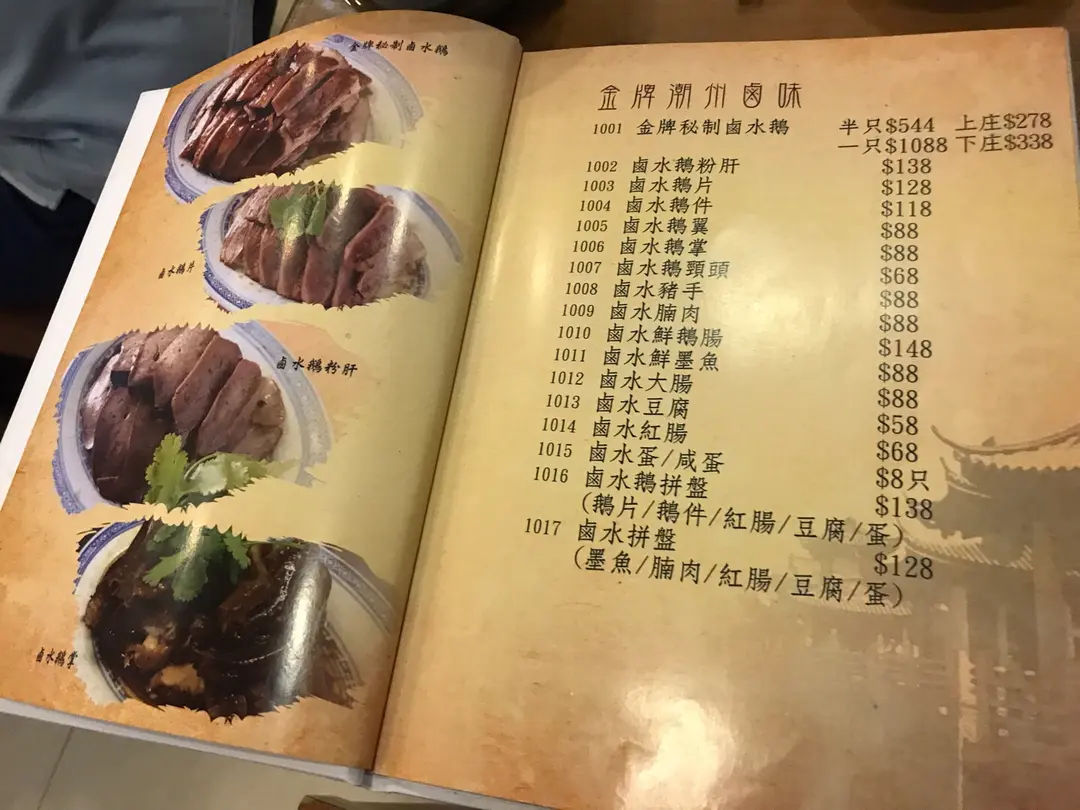 金牌秘制鹵水鵝
鹵水鵝片
鹵水鵝粉肝
鹵水鵝掌
金牌潮州鹵味
1001 金牌秘制鹵水鵝 半只$544 上庄$278
一只$1088 下庄$338
1002 鹵水鵝粉肝 $138
1003 鹵水鵝片 $128
1004 鹵水鵝件 $118
1005 鹵水鵝翼 $88
1006 鹵水鵝掌 $88
1007 鹵水鵝頸頭 $68
1008 鹵水豬手 $88
1009 鹵水腩肉 $88
1010 鹵水鮮鵝腸 $148
1011 鹵水鮮墨魚 $88
1012 鹵水大腸 $88
1013 鹵水豆腐 $58
1014 鹵水紅腸 $68
1015 鹵水蛋/咸蛋 $8只
1016 鹵水鵝拼盤 $138
(鵝片/鵝件/紅腸/豆腐/蛋)
1017 鹵水拼盤 $128
(墨魚/腩肉/紅腸/豆腐/蛋)